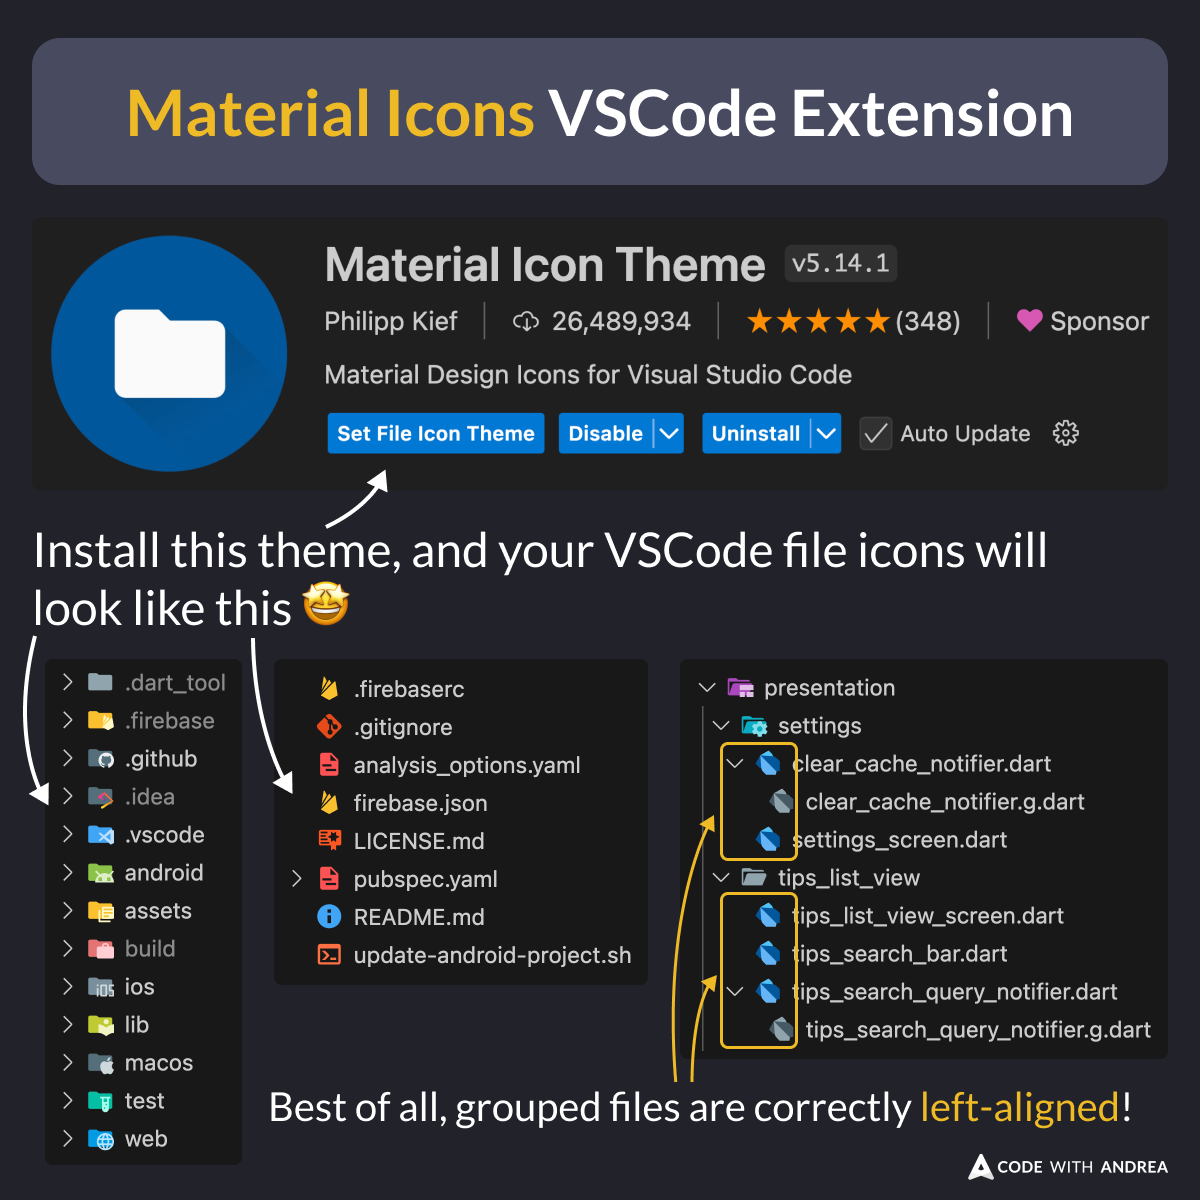 Material Icons VSCode Extension
Material Icon Theme v5.14.1
Philipp Kief 26,489,934 (348) Sponsor
Material Design Icons for Visual Studio Code
Set File Icon Theme Disable Uninstall Auto Update
Install this theme, and your VSCode file icons will
look like this
.dart_tool
.firebase
.github
.idea
.vscode
android
assets
build
ios
lib
macos
test
web
.firebaserc
.gitignore
analysis_options.yaml
firebase.json
LICENSE.md
pubspec.yaml
README.md
update-android-project.sh
presentation
settings
clear_cache_notifier.dart
clear_cache_notifier.g.dart
settings_screen.dart
tips_list_view
tips_list_view_screen.dart
tips_search_bar.dart
tips_search_query_notifier.dart
tips_search_query_notifier.g.dart
Best of all, grouped files are correctly left-aligned!
CODE WITH ANDREA